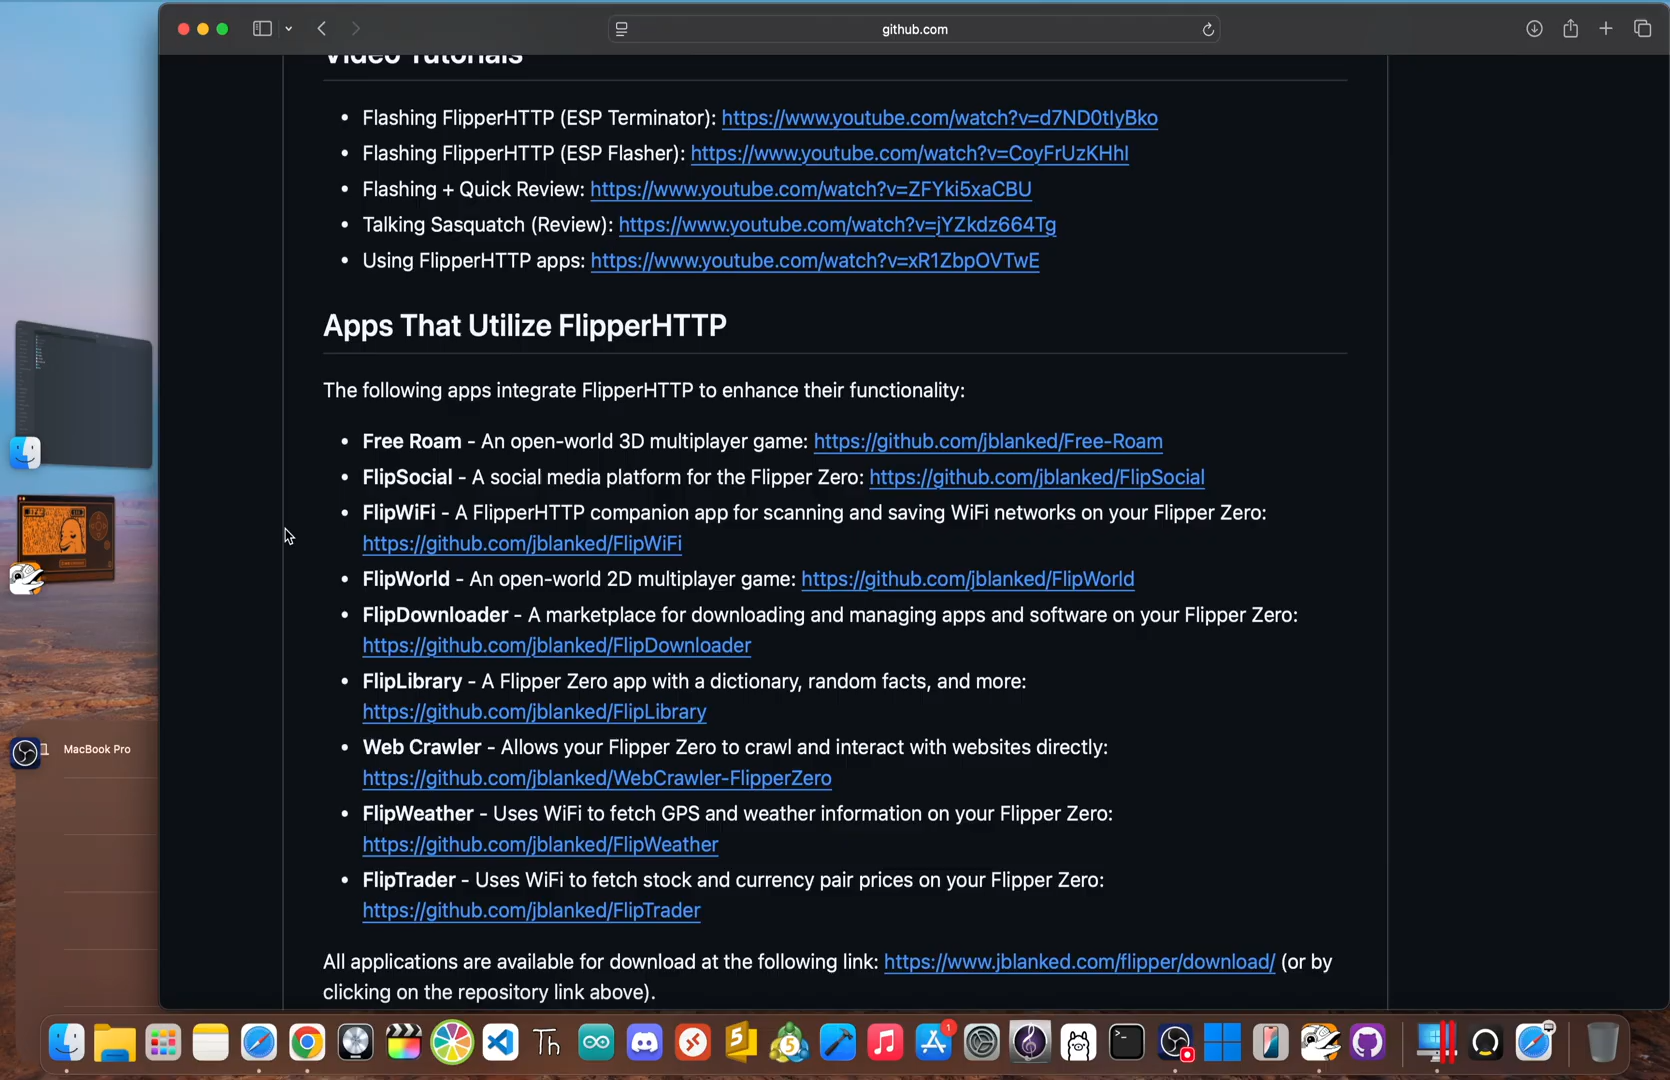 github.com
Video Tutorials
• Flashing FlipperHTTP (ESP Terminator): https://www.youtube.com/watch?v=d7ND0tIyBko
• Flashing FlipperHTTP (ESP Flasher): https://www.youtube.com/watch?v=CoyFrUzKHhI
• Flashing + Quick Review: https://www.youtube.com/watch?v=ZFYki5xaCBU
• Talking Sasquatch (Review): https://www.youtube.com/watch?v=jYZkdz664Tg
• Using FlipperHTTP apps: https://www.youtube.com/watch?v=xR1ZbpOVTwE
Apps That Utilize FlipperHTTP
The following apps integrate FlipperHTTP to enhance their functionality:
• Free Roam - An open-world 3D multiplayer game: https://github.com/jblanked/Free-Roam
• FlipSocial - A social media platform for the Flipper Zero: https://github.com/jblanked/FlipSocial
• FlipWiFi - A FlipperHTTP companion app for scanning and saving WiFi networks on your Flipper Zero:
https://github.com/jblanked/FlipWiFi
• FlipWorld - An open-world 2D multiplayer game: https://github.com/jblanked/FlipWorld
• FlipDownloader - A marketplace for downloading and managing apps and software on your Flipper Zero:
https://github.com/jblanked/FlipDownloader
• FlipLibrary - A Flipper Zero app with a dictionary, random facts, and more:
https://github.com/jblanked/FlipLibrary
• Web Crawler - Allows your Flipper Zero to crawl and interact with websites directly:
https://github.com/jblanked/WebCrawler-FlipperZero
MacBook Pro
• FlipWeather - Uses WiFi to fetch GPS and weather information on your Flipper Zero:
https://github.com/jblanked/FlipWeather
• FlipTrader - Uses WiFi to fetch stock and currency pair prices on your Flipper Zero:
https://github.com/jblanked/FlipTrader
All applications are available for download at the following link: https://www.jblanked.com/flipper/download/ (or by
clicking on the repository link above).
Th
5
5
1